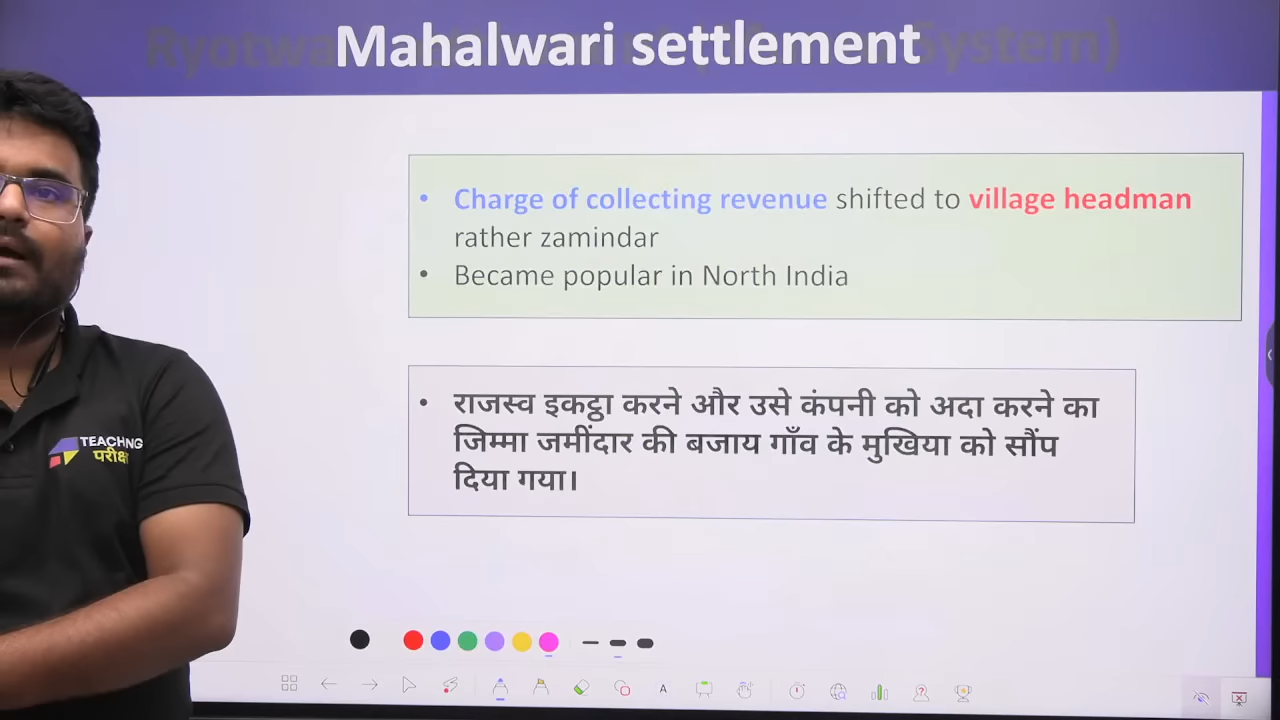 Mahalwari settlement
• Charge of collecting revenue shifted to village headman
rather zamindar
• Became popular in North India
• राजस्व इकट्ठा करने और उसे कंपनी को अदा करने का
जिम्मा जमींदार की बजाय गाँव के मुखिया को सौंप
दिया गया।
TEACHING
परीक्षा
A